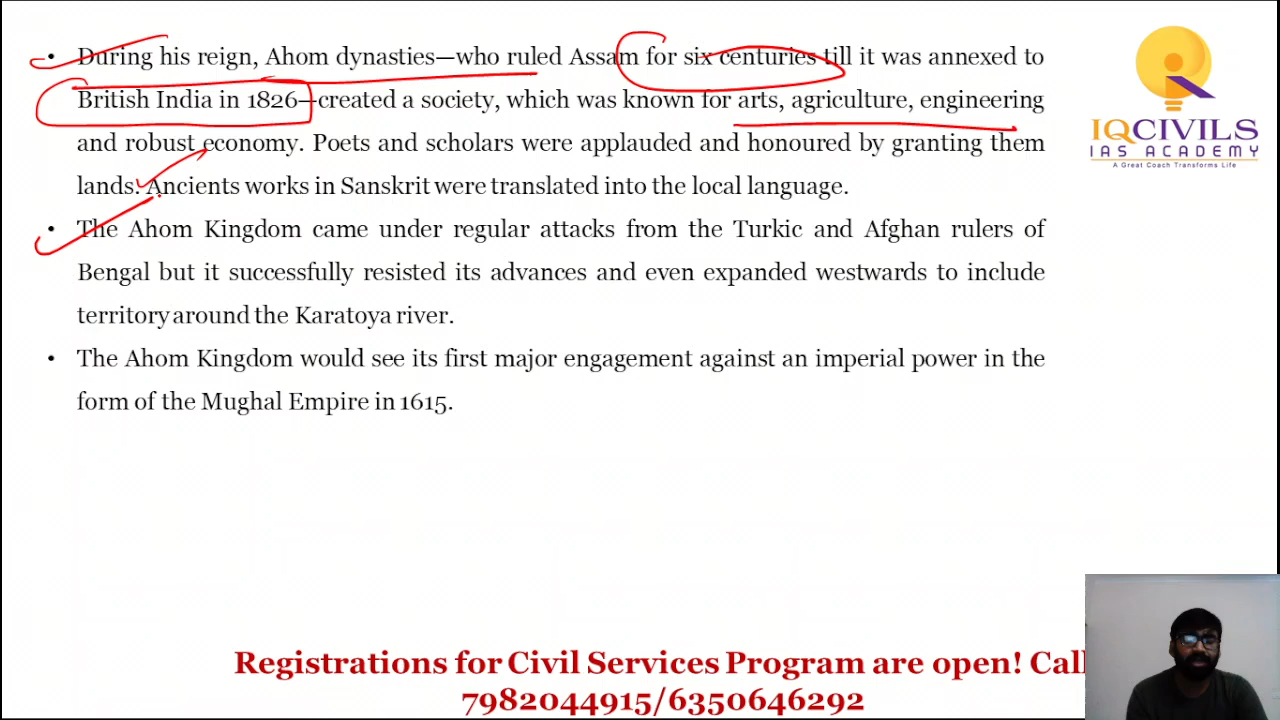 • During his reign, Ahom dynasties—who ruled Assam for six centuries till it was annexed to
British India in 1826—created a society, which was known for arts, agriculture, engineering
and robust economy. Poets and scholars were applauded and honoured by granting them
lands. Ancients works in Sanskrit were translated into the local language.
• The Ahom Kingdom came under regular attacks from the Turkic and Afghan rulers of
Bengal but it successfully resisted its advances and even expanded westwards to include
territory around the Karatoya river.
• The Ahom Kingdom would see its first major engagement against an imperial power in the
form of the Mughal Empire in 1615.
IQCIVILS
IAS ACADEMY
A Great Coach Transforms Life
Registrations for Civil Services Program are open! Call
7982044915/6350646292